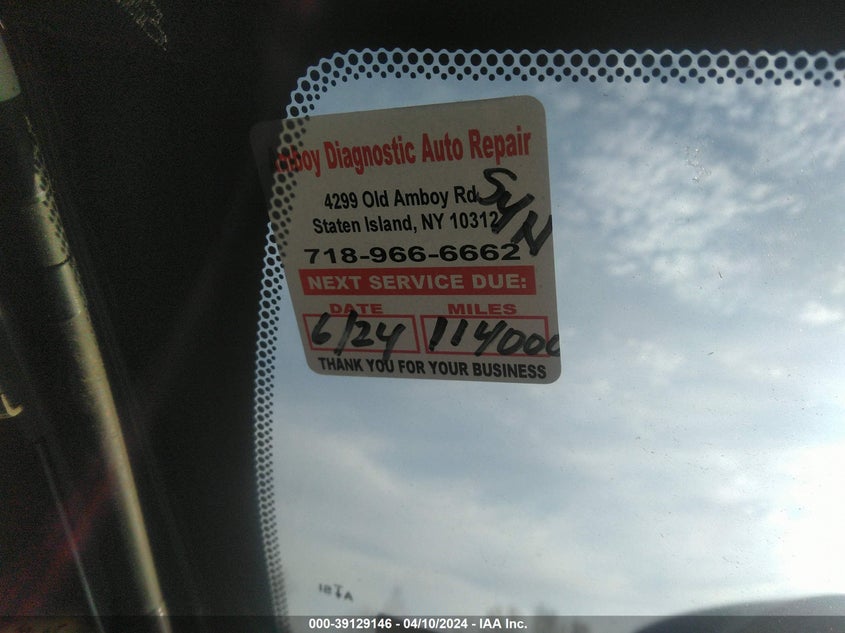 Amboy Diagnostic Auto Repair
4299 Old Amboy Rd
Staten Island, NY 10312
SYN
718-966-6662
NEXT SERVICE DUE:
DATE MILES
6/24 114000
THANK YOU FOR YOUR BUSINESS
000-39129146 - 04/10/2024 - IAA Inc.